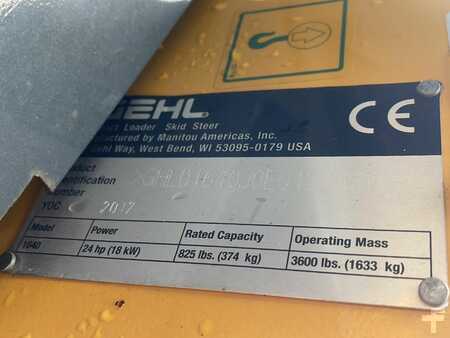 GEHL
Loader Skid Steer
by Manitou Americas, Inc.
Way, West Bend, WI 53095-0179 USA
CE
YOC 2017
Model Power Rated Capacity Operating Mass
1640 24 hp (18 kW) 825 lbs. (374 kg) 3600 lbs. (1633 kg)